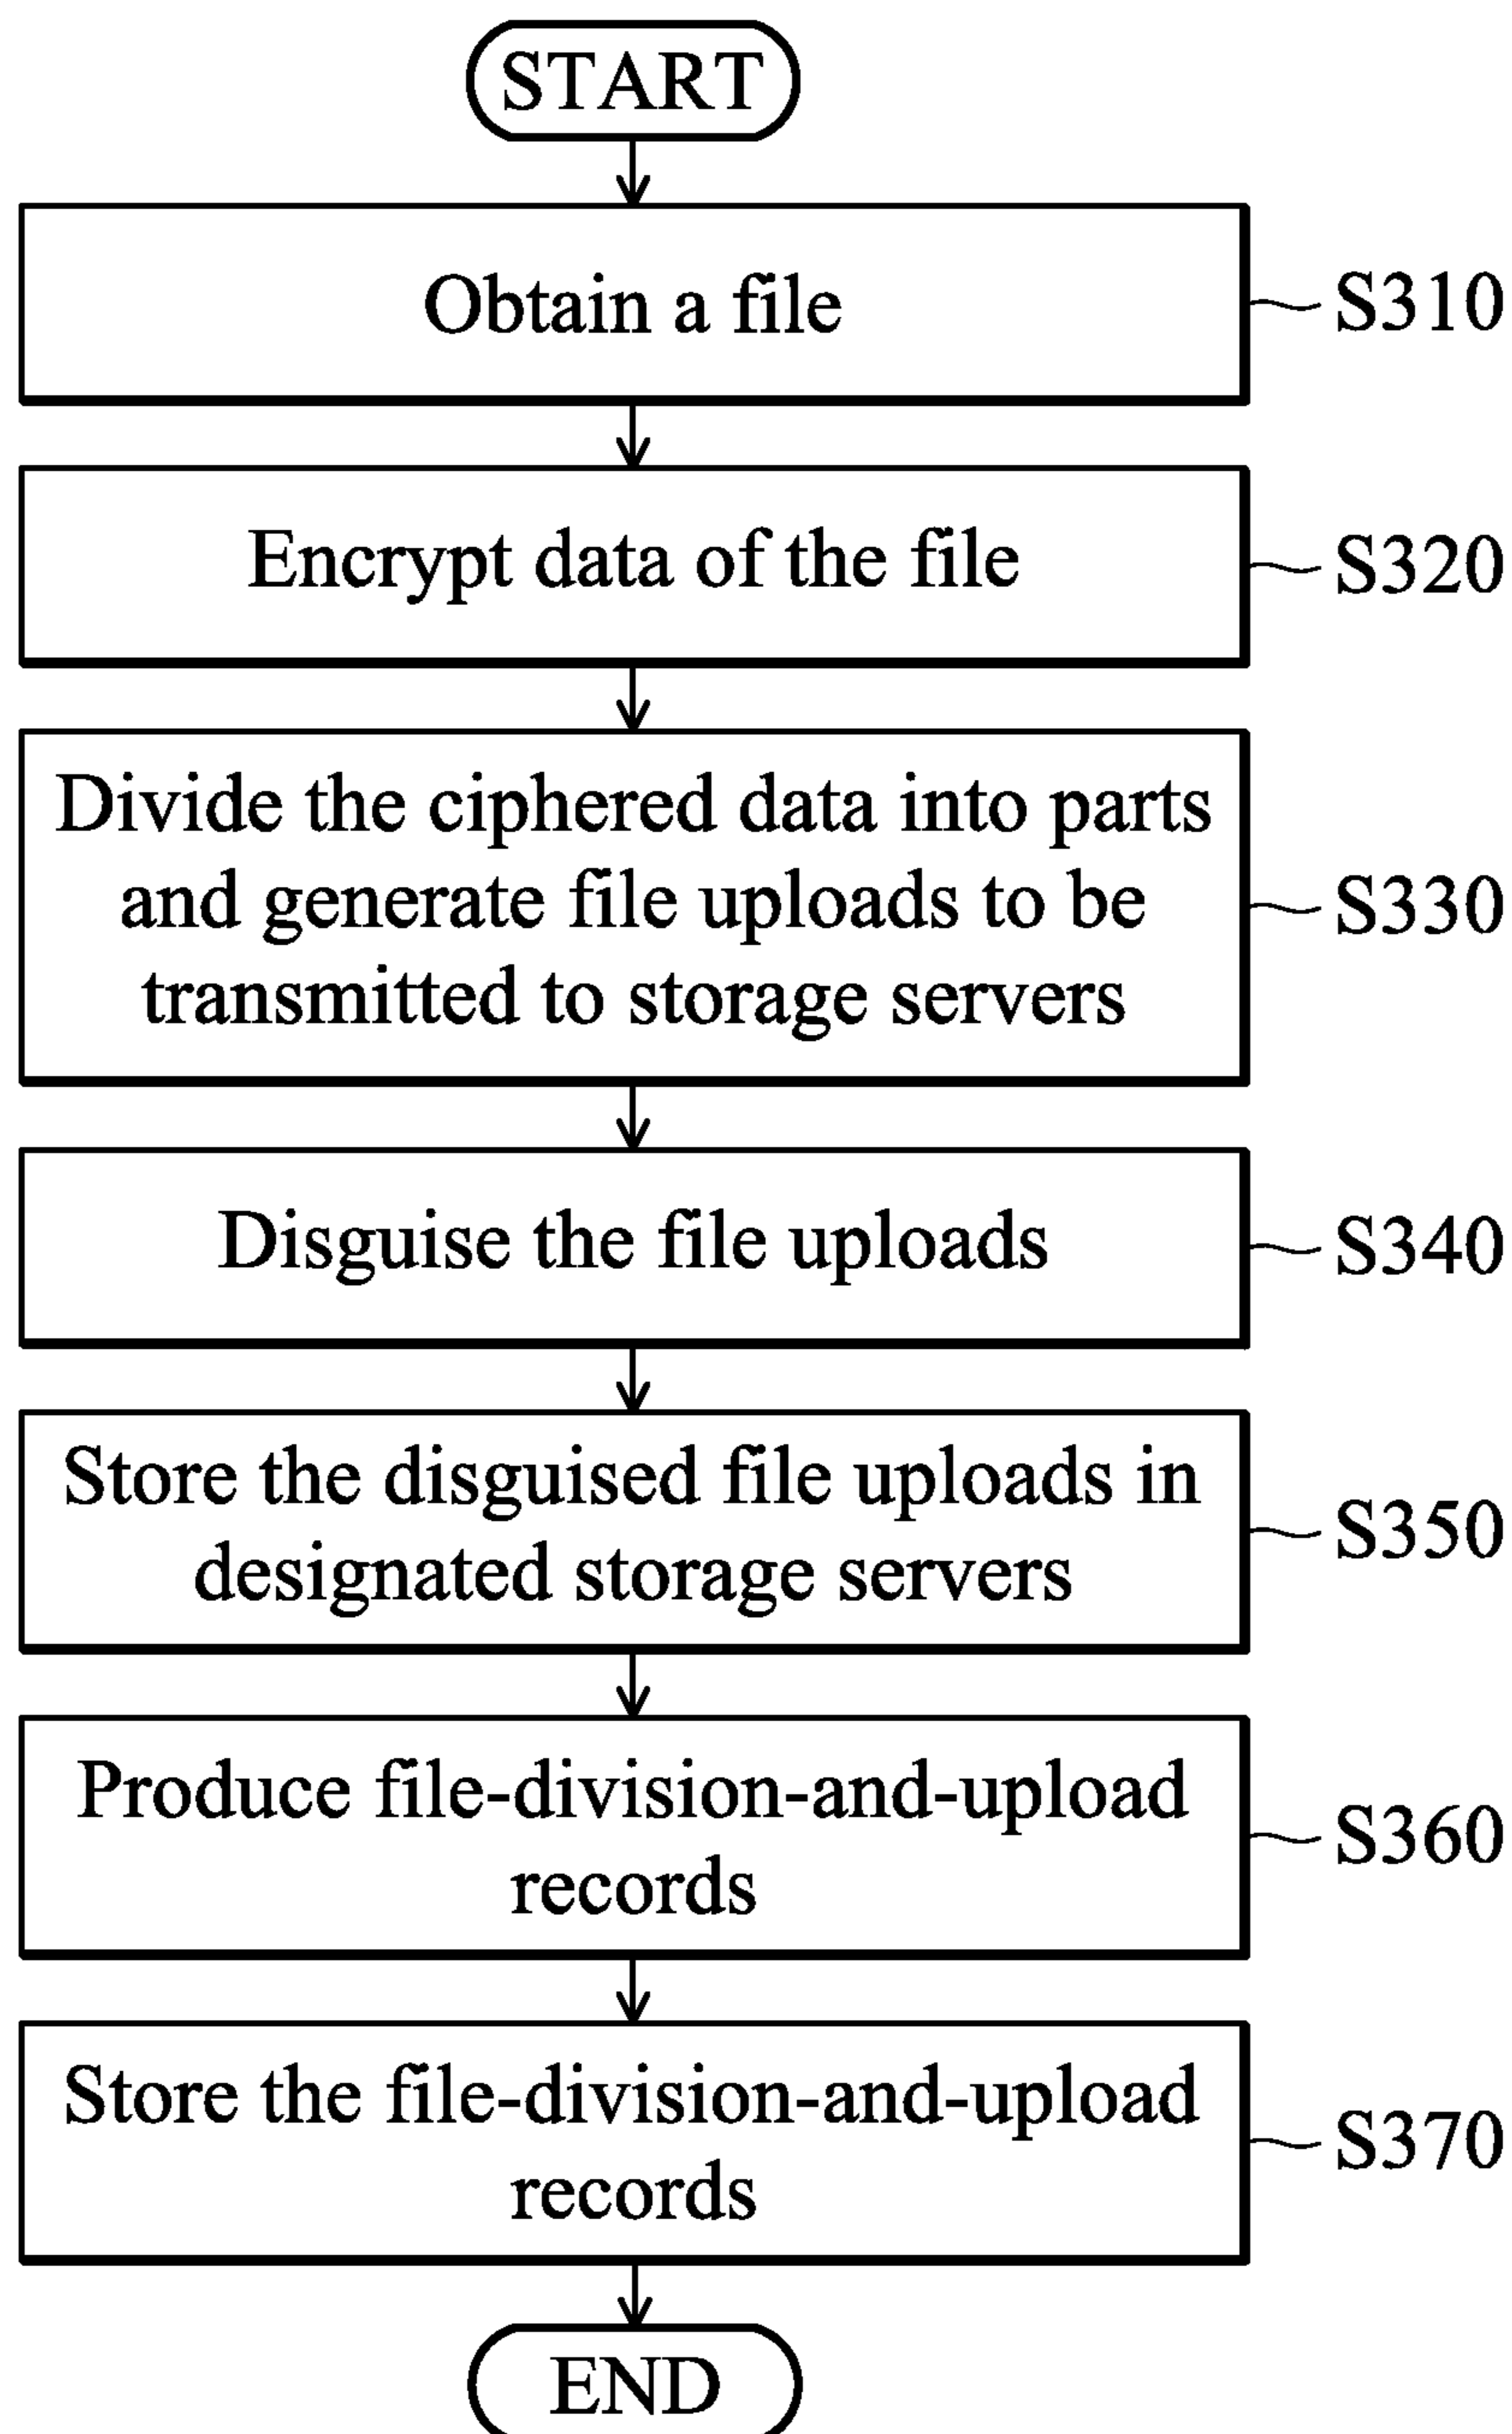 START
Obtain a file
S310
Encrypt data of the file
S320
Divide the ciphered data into parts
and generate file uploads to be
transmitted to storage servers
S330
Disguise the file uploads
S340
Store the disguised file uploads in
designated storage servers
S350
Produce file-division-and-upload
records
S360
Store the file-division-and-upload
records
S370
END